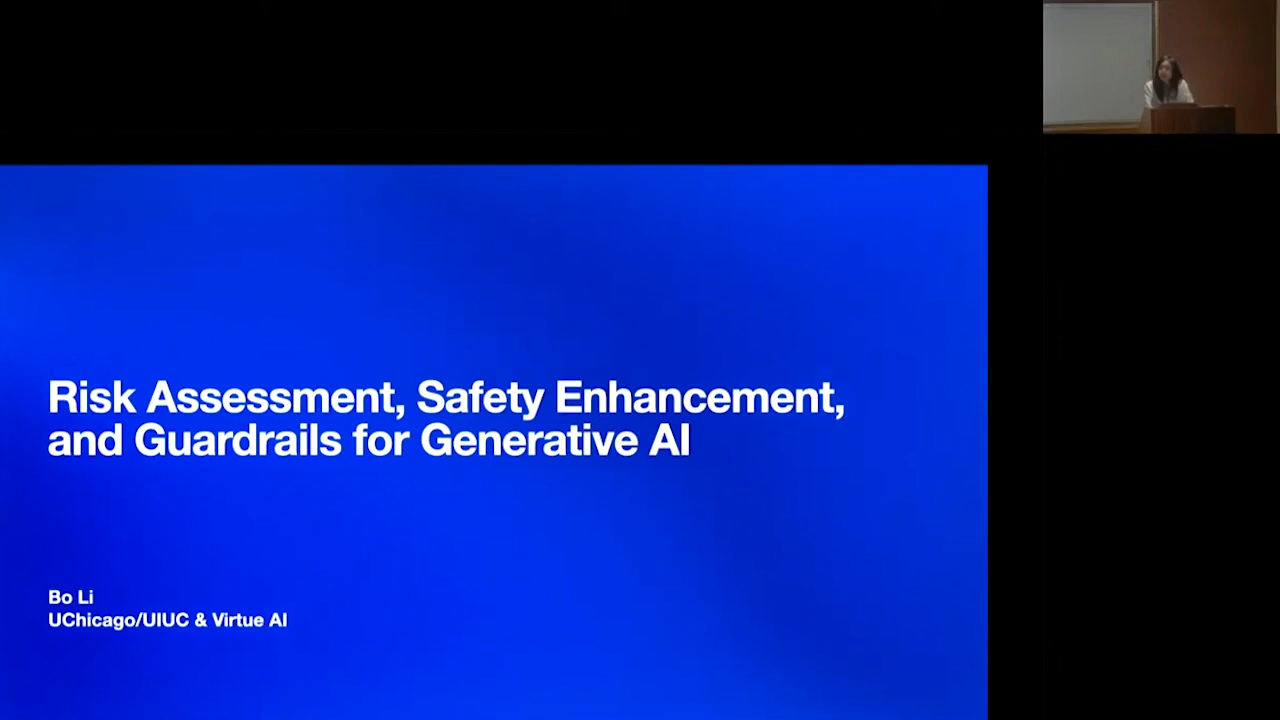 Risk Assessment, Safety Enhancement,
and Guardrails for Generative AI
Bo Li
UChicago/UIUC & Virtue AI